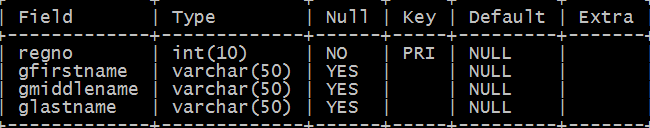 | Field | Type | Null | Key | Default | Extra
| regno | int(10) | NO | PRI | NULL |
| gfirstname | varchar(50) | YES | | NULL |
| gmiddlename | varchar(50) | YES | | NULL |
| glastname | varchar(50) | YES | | NULL |